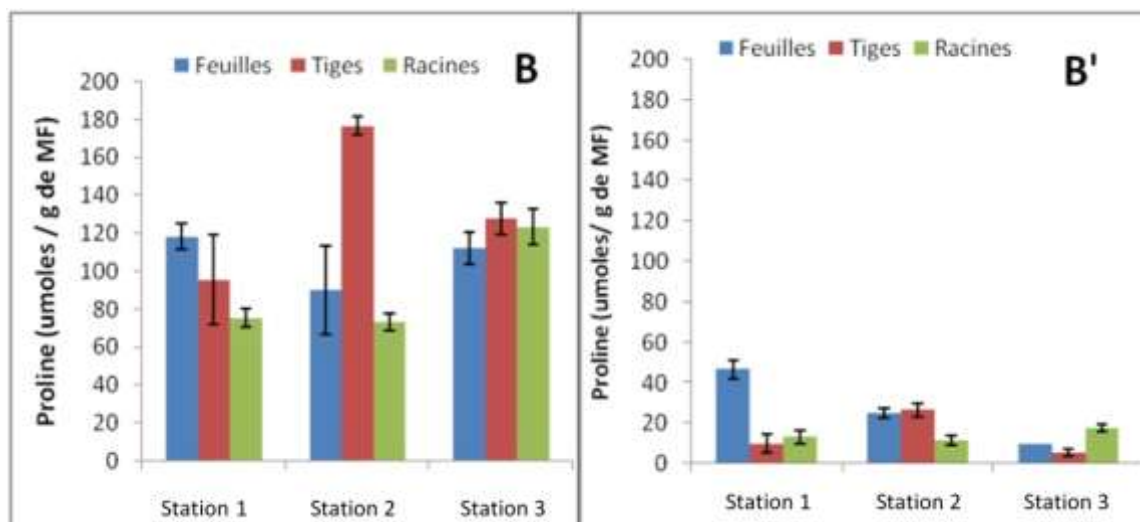 Feuilles Tiges Racines
B
Proline (umoles / g de MF)
200
180
160
140
120
100
80
60
40
20
0
Station 1 Station 2 Station 3
Feuilles Tiges Racines
B'
Proline (umoles/ g de MF)
200
180
160
140
120
100
80
60
40
20
0
Station 1 Station 2 Station 3